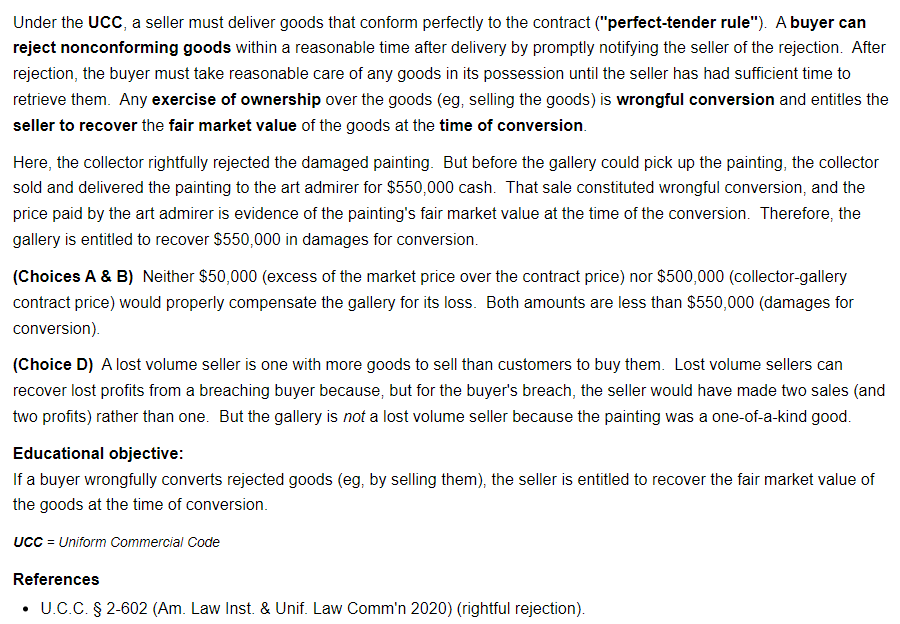 Under the UCC, a seller must deliver goods that conform perfectly to the contract ("perfect-tender rule").  A buyer can
reject nonconforming goods within a reasonable time after delivery by promptly notifying the seller of the rejection.  After
rejection, the buyer must take reasonable care of any goods in its possession until the seller has had sufficient time to
retrieve them.  Any exercise of ownership over the goods (eg, selling the goods) is wrongful conversion and entitles the
seller to recover the fair market value of the goods at the time of conversion.
Here, the collector rightfully rejected the damaged painting.  But before the gallery could pick up the painting, the collector
sold and delivered the painting to the art admirer for $550,000 cash.  That sale constituted wrongful conversion, and the
price paid by the art admirer is evidence of the painting's fair market value at the time of the conversion.  Therefore, the
gallery is entitled to recover $550,000 in damages for conversion.
(Choices A & B)  Neither $50,000 (excess of the market price over the contract price) nor $500,000 (collector-gallery
contract price) would properly compensate the gallery for its loss.  Both amounts are less than $550,000 (damages for
conversion).
(Choice D)  A lost volume seller is one with more goods to sell than customers to buy them.  Lost volume sellers can
recover lost profits from a breaching buyer because, but for the buyer's breach, the seller would have made two sales (and
two profits) rather than one.  But the gallery is not a lost volume seller because the painting was a one-of-a-kind good.
Educational objective:
If a buyer wrongfully converts rejected goods (eg, by selling them), the seller is entitled to recover the fair market value of
the goods at the time of conversion.
UCC = Uniform Commercial Code
References
• U.C.C. § 2-602 (Am. Law Inst. & Unif. Law Comm'n 2020) (rightful rejection).